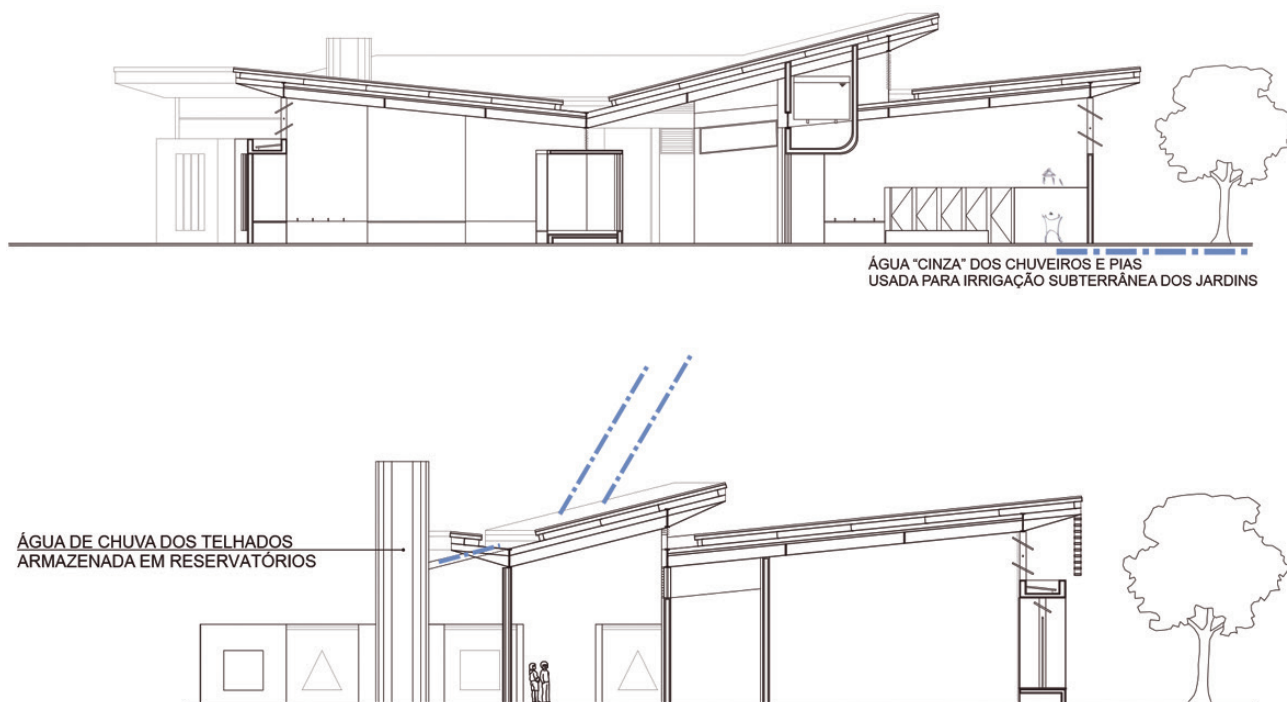 ÁGUA "CINZA" DOS CHUVEIROS E PIAS
USADA PARA IRRIGAÇÃO SUBTERRÂNEA DOS JARDINS
ÁGUA DE CHUVA DOS TELHADOS
ARMAZENADA EM RESERVATÓRIOS